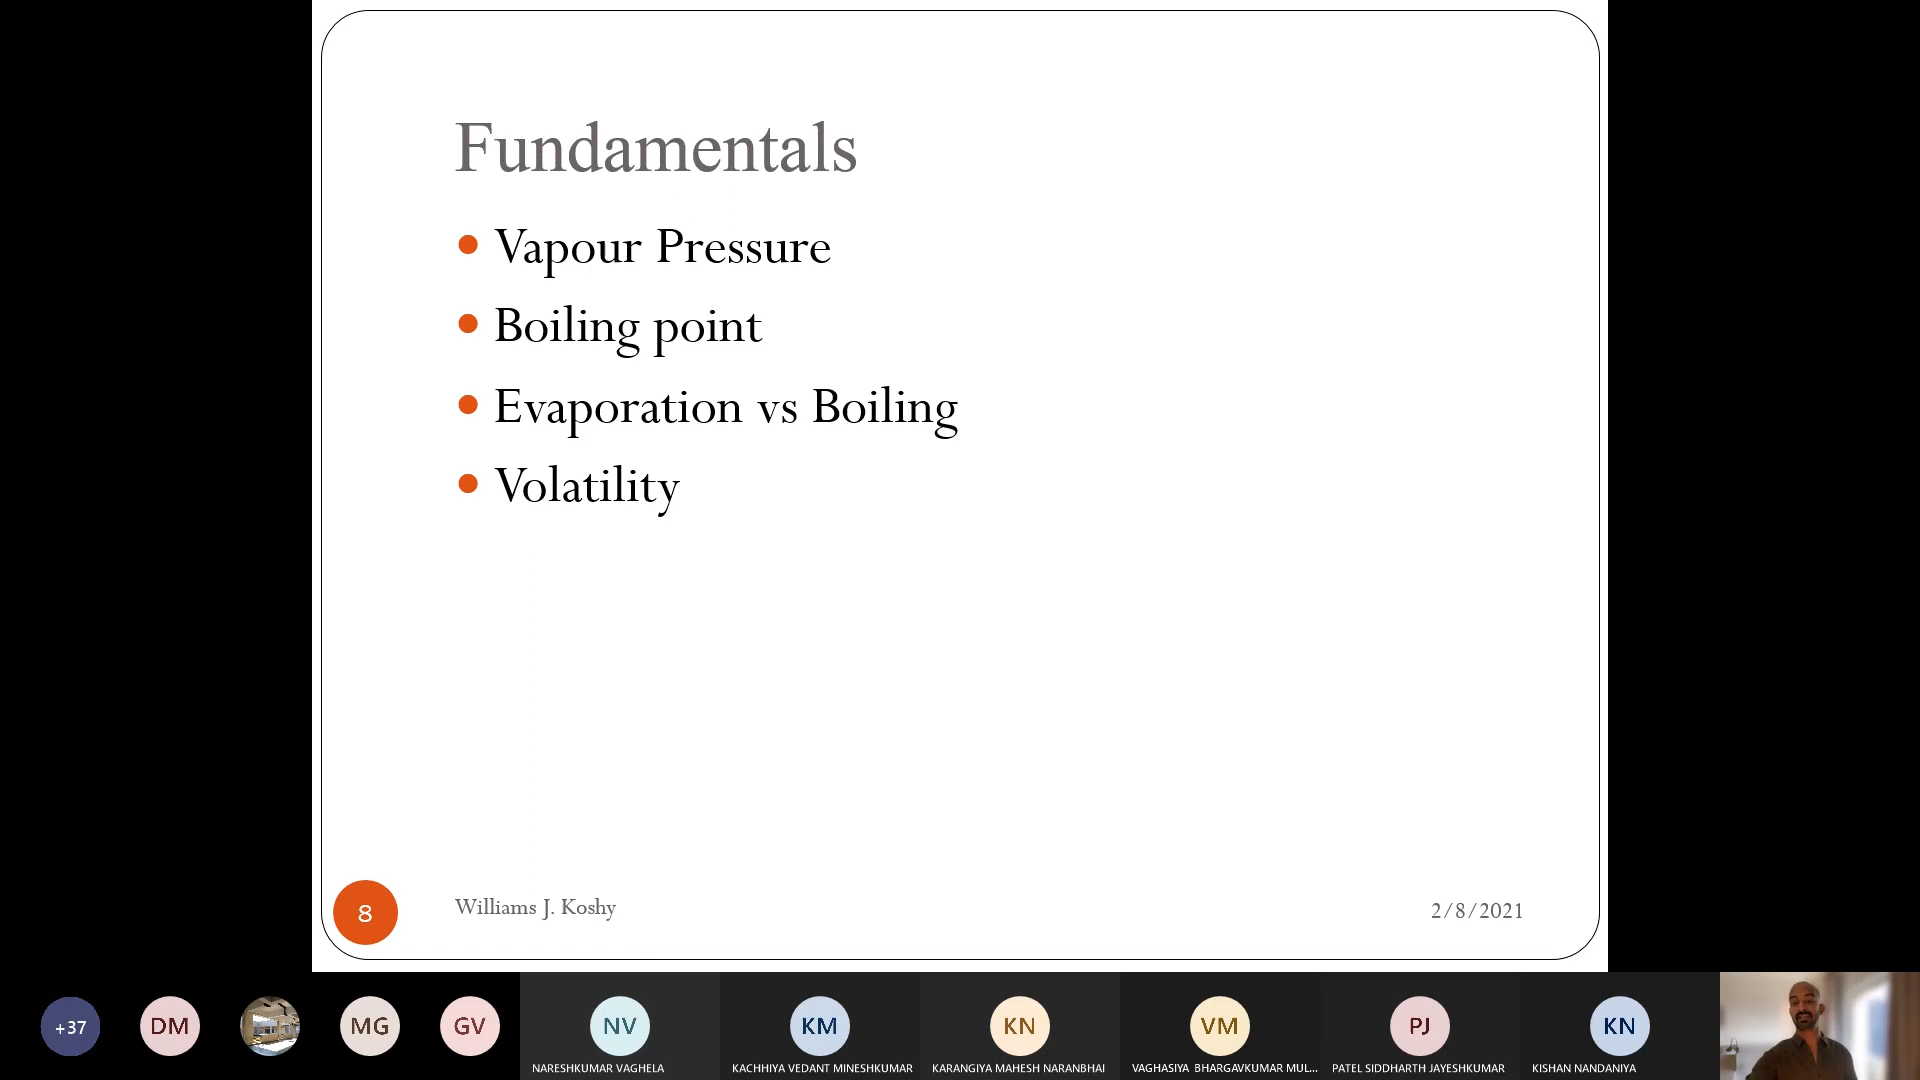 Fundamentals
Vapour Pressure
Boiling point
Evaporation vs Boiling
Volatility
8
Williams J. Koshy
2/8/2021
+37
DM
MG
GV
NV
KM
KN
VM
PJ
KN
NARESHKUMAR VAGHELA
KACHHIYA VEDANT MINESHKUMAR
KARANGIYA MAHESH NARANBHAI
VAGHASIYA BHARGAVKUMAR MUL...
PATEL SIDDHARTH JAYESHKUMAR
KISHAN NANDANIYA